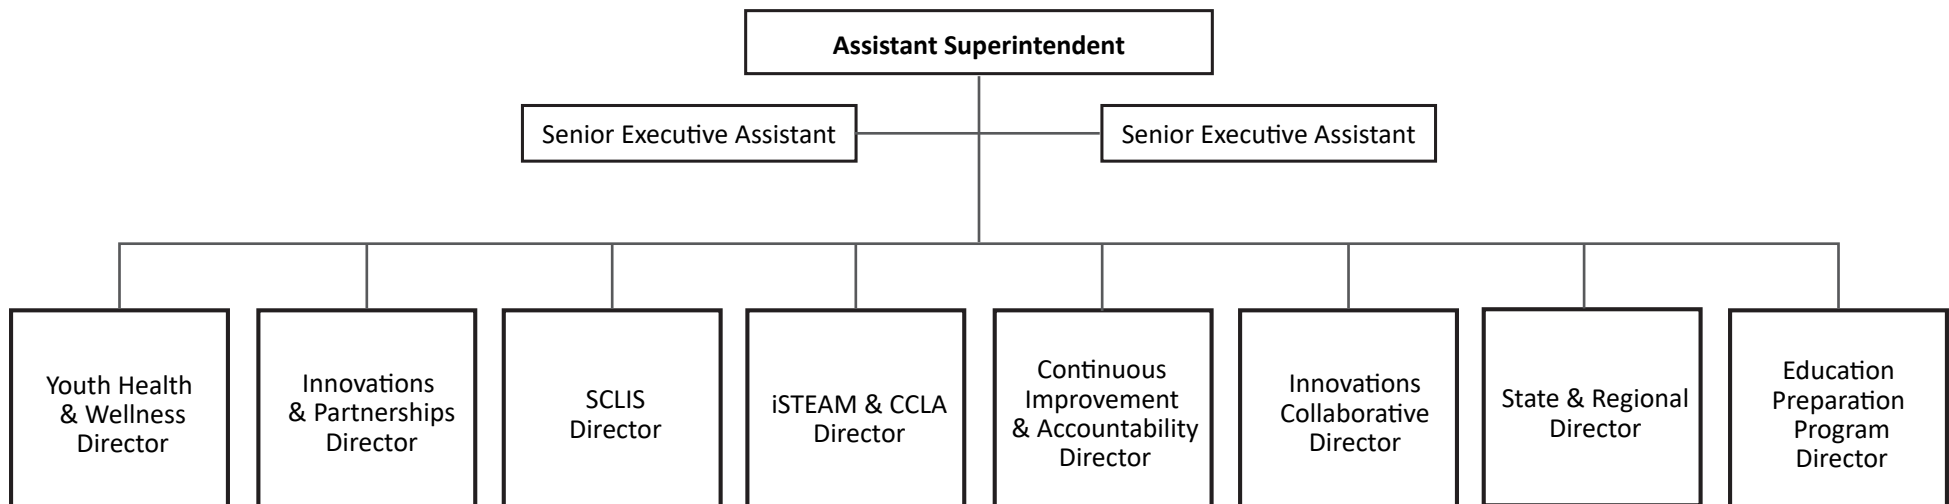 Assistant Superintendent
Senior Executive Assistant
Senior Executive Assistant
Youth Health
& Wellness
Director
Innovations
& Partnerships
Director
SCLIS
Director
iSTEAM & CCLA
Director
Continuous
Improvement
& Accountability
Director
Innovations
Collaborative
Director
State & Regional
Director
Education
Preparation
Program
Director